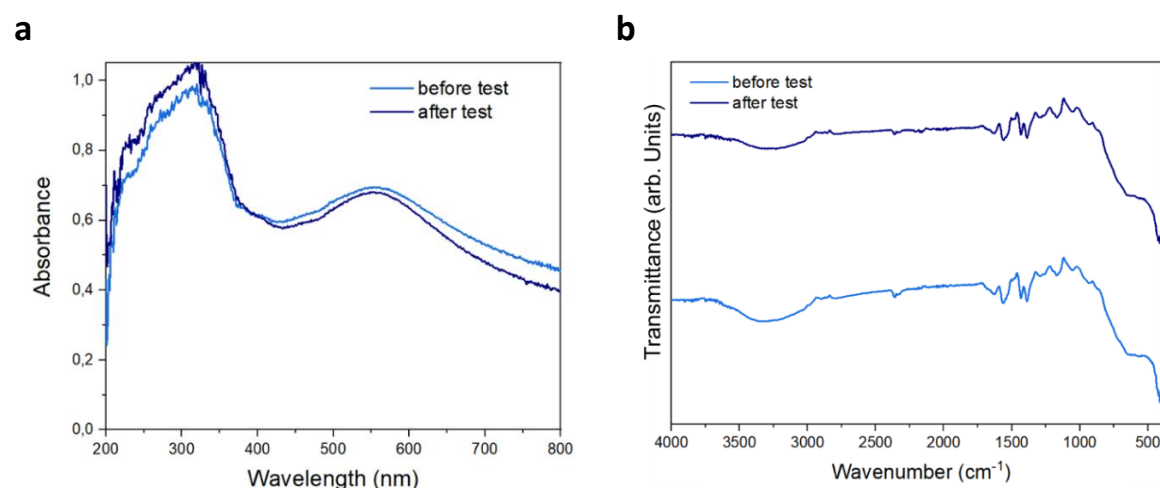 a
b
1,0
0,8
0,6
0,4
0,2
0,0
Absorbance
before test
after test
200 300 400 500 600 700 800
Wavelength (nm)
Transmittance (arb. Units)
before test
after test
4000 3500 3000 2500 2000 1500 1000 500
Wavenumber (cm⁻¹)